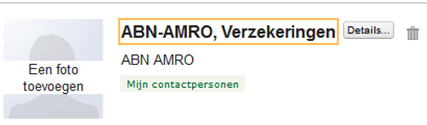 ABN-AMRO, Verzekeringen
Details...
Een foto
toevoegen
ABN AMRO
Mijn contactpersonen